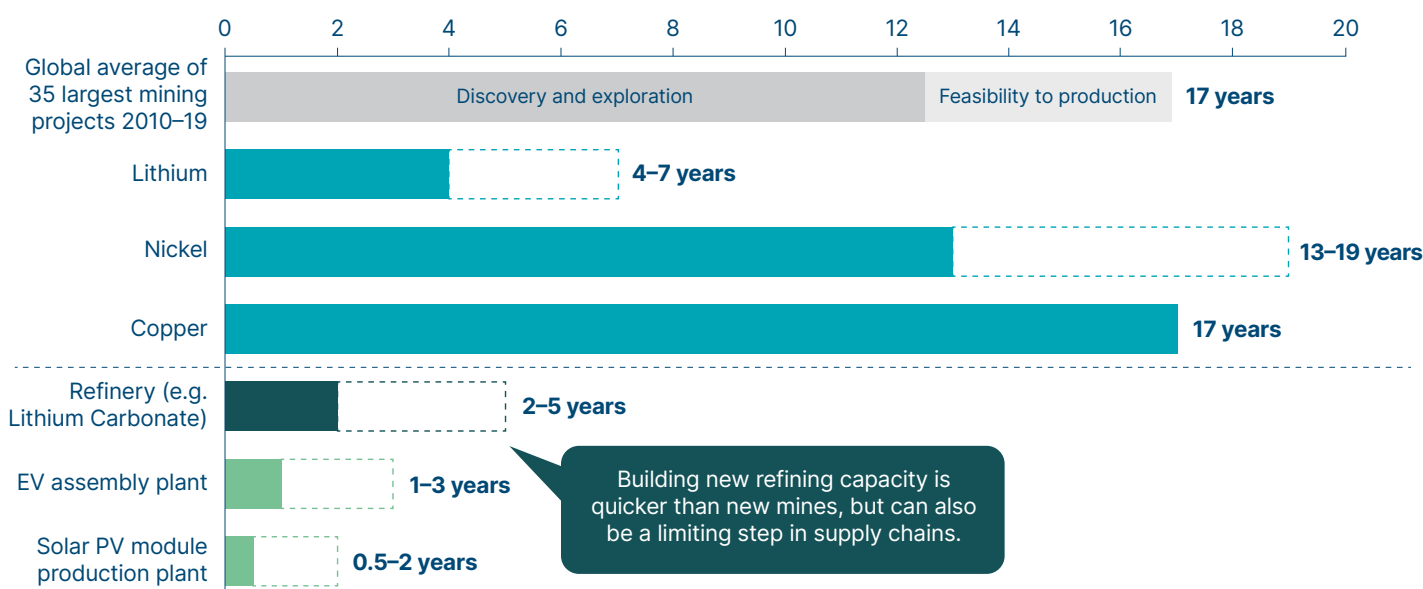 0 2 4 6 8 10 12 14 16 18 20
Global average of
35 largest mining
projects 2010–19
Discovery and exploration
Feasibility to production
17 years
Lithium
4–7 years
Nickel
13–19 years
Copper
17 years
Refinery (e.g.
Lithium Carbonate)
2–5 years
EV assembly plant
1–3 years
Building new refining capacity is
quicker than new mines, but can also
be a limiting step in supply chains.
Solar PV module
production plant
0.5–2 years